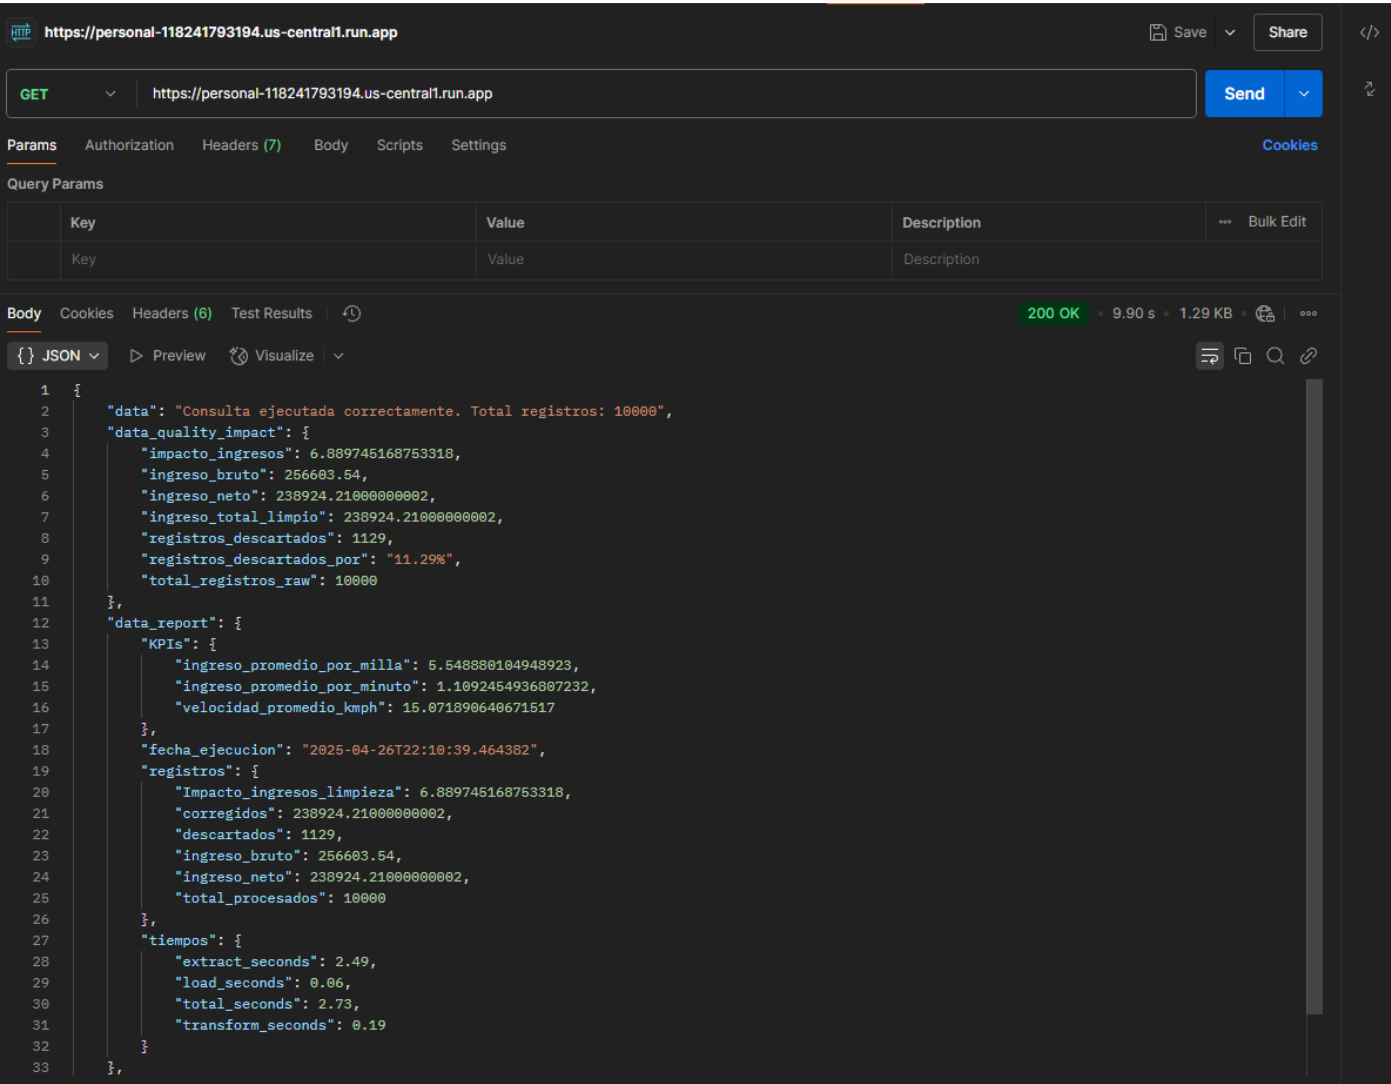 HTTP https://personal-118241793194.us-central1.run.app Save Share </>
GET https://personal-118241793194.us-central1.run.app Send
Params Authorization Headers (7) Body Scripts Settings Cookies
Query Params
Key Value Description ••• Bulk Edit
Key Value Description
Body Cookies Headers (6) Test Results 200 OK • 9.90 s • 1.29 KB
{} JSON Preview Visualize
1 {
2 "data": "Consulta ejecutada correctamente. Total registros: 10000",
3 "data_quality_impact": {
4 "impacto_ingresos": 6.889745168753318,
5 "ingreso_bruto": 256603.54,
6 "ingreso_neto": 238924.21000000002,
7 "ingreso_total_limpio": 238924.21000000002,
8 "registros_descartados": 1129,
9 "registros_descartados_por": "11.29%",
10 "total_registros_raw": 10000
11 },
12 "data_report": {
13 "KPIs": {
14 "ingreso_promedio_por_milla": 5.548880104948923,
15 "ingreso_promedio_por_minuto": 1.1092454936807232,
16 "velocidad_promedio_kmph": 15.071890640671517
17 },
18 "fecha_ejecucion": "2025-04-26T22:10:39.464382",
19 "registros": {
20 "Impacto_ingresos_limpieza": 6.889745168753318,
21 "corregidos": 238924.21000000002,
22 "descartados": 1129,
23 "ingreso_bruto": 256603.54,
24 "ingreso_neto": 238924.21000000002,
25 "total_procesados": 10000
26 },
27 "tiempos": {
28 "extract_seconds": 2.49,
29 "load_seconds": 0.06,
30 "total_seconds": 2.73,
31 "transform_seconds": 0.19
32 }
33 },